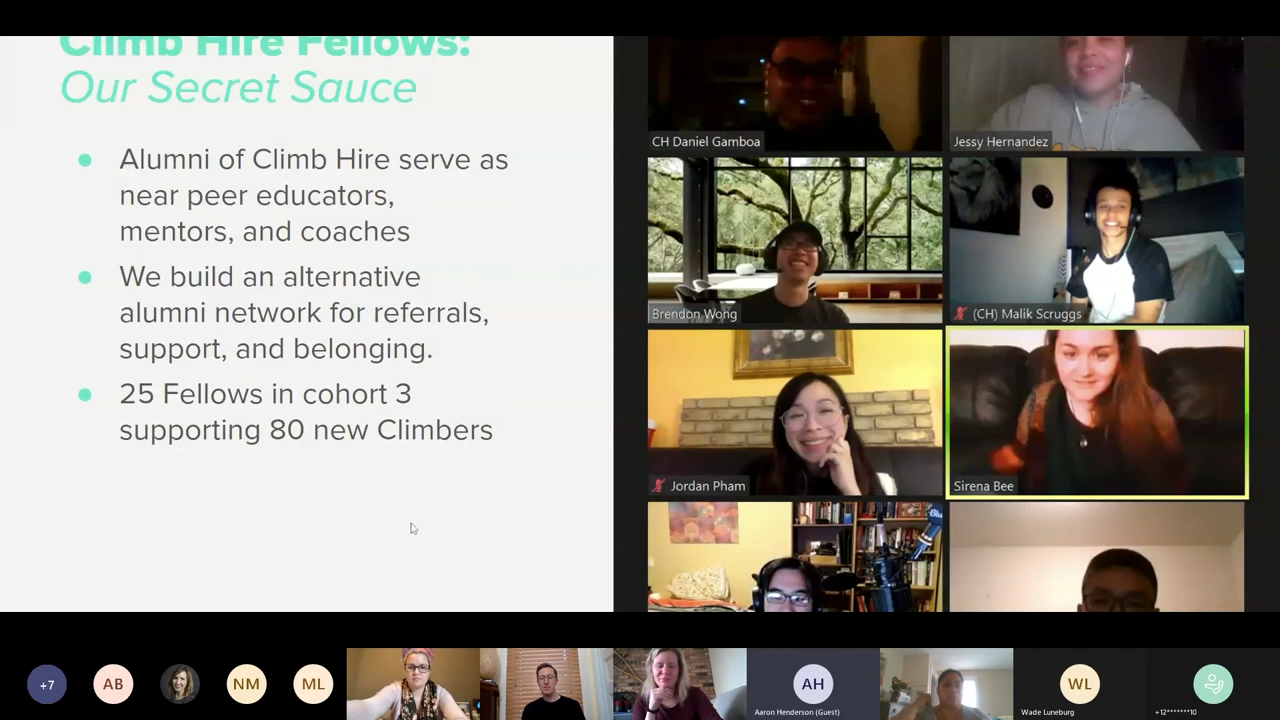 Climb Hire Fellows:
Our Secret Sauce
Alumni of Climb Hire serve as
near peer educators,
mentors, and coaches
We build an alternative
alumni network for referrals,
support, and belonging.
25 Fellows in cohort 3
supporting 80 new Climbers
CH Daniel Gamboa
Jessy Hernandez
Brendon Wong
(CH) Malik Scruggs
Jordan Pham
Sirena Bee
+7
AB
NM
ML
AH
Aaron Henderson (Guest)
WL
Wade Luneburg
+12*******10